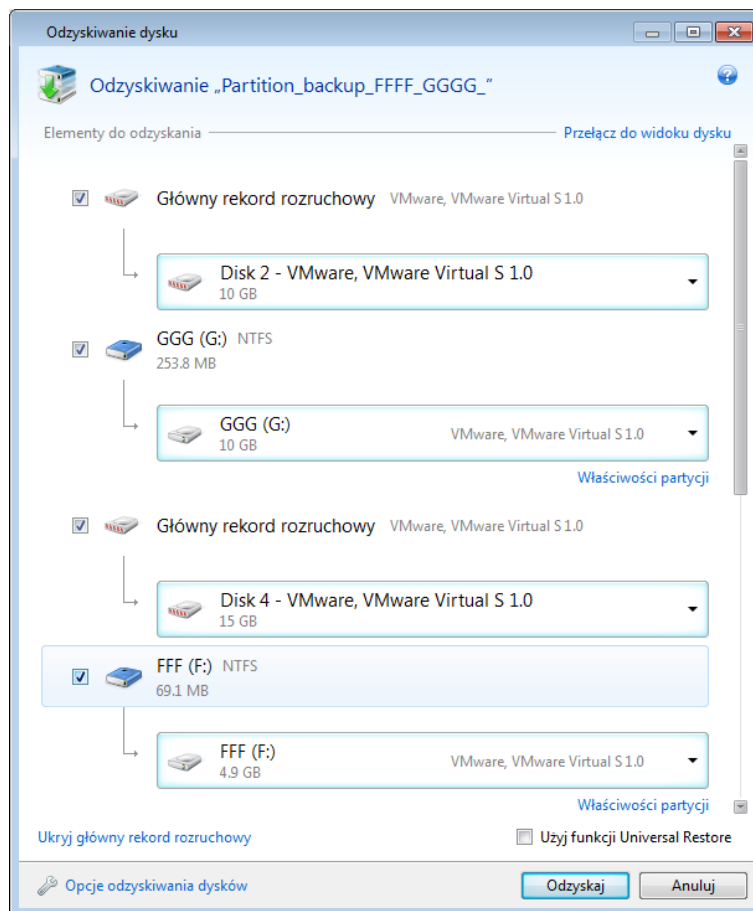 Odzyskiwanie dysku
Odzyskiwanie „Partition_backup_FFFF_GGGG_“
Elementy do odzyskania Przełącz do widoku dysku
Główny rekord rozruchowy VMware, VMware Virtual S 1.0
Disk 2 - VMware, VMware Virtual S 1.0
10 GB
GGG (G:) NTFS
253.8 MB
GGG (G:) VMware, VMware Virtual S 1.0
10 GB
Właściwości partycji
Główny rekord rozruchowy VMware, VMware Virtual S 1.0
Disk 4 - VMware, VMware Virtual S 1.0
15 GB
FFF (F:) NTFS
69.1 MB
FFF (F:) VMware, VMware Virtual S 1.0
4.9 GB
Właściwości partycji
Ukryj główny rekord rozruchowy Użyj funkcji Universal Restore
Opcje odzyskiwania dysków Odzyskaj Anuluj